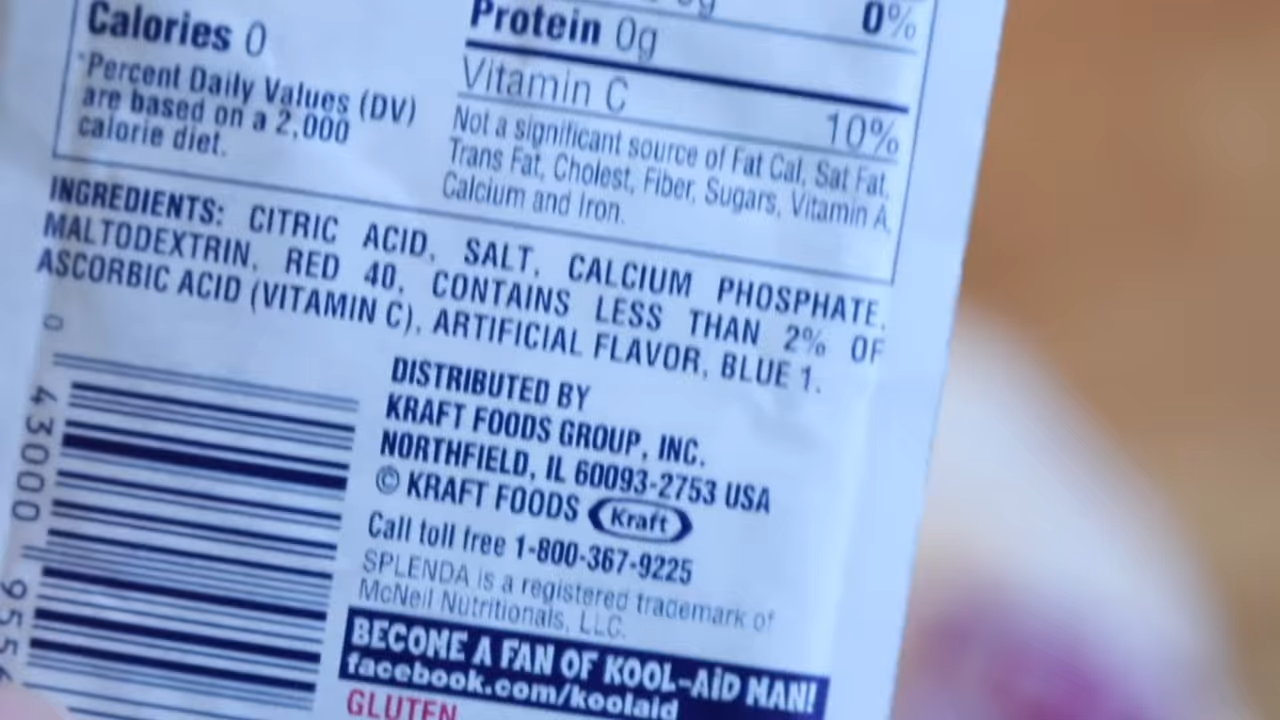 0%
Calories 0
Protein 0g
*Percent Daily Values (DV)
are based on a 2,000
calorie diet.
Vitamin C
10%
Not a significant source of Fat Cal, Sat Fat,
Trans Fat, Cholest, Fiber, Sugars, Vitamin A,
Calcium and Iron.
INGREDIENTS: CITRIC ACID, SALT, CALCIUM PHOSPHATE,
MALTODEXTRIN, RED 40, CONTAINS LESS THAN 2% OF
ASCORBIC ACID (VITAMIN C), ARTIFICIAL FLAVOR, BLUE 1.
DISTRIBUTED BY
KRAFT FOODS GROUP, INC.
NORTHFIELD, IL 60093-2753 USA
© KRAFT FOODS Kraft
Call toll free 1-800-367-9225
SPLENDA is a registered trademark of
McNeil Nutritionals, LLC.
BECOME A FAN OF KOOL-AiD MAN!
facebook.com/koolaid
GLUTEN
0 43000 955